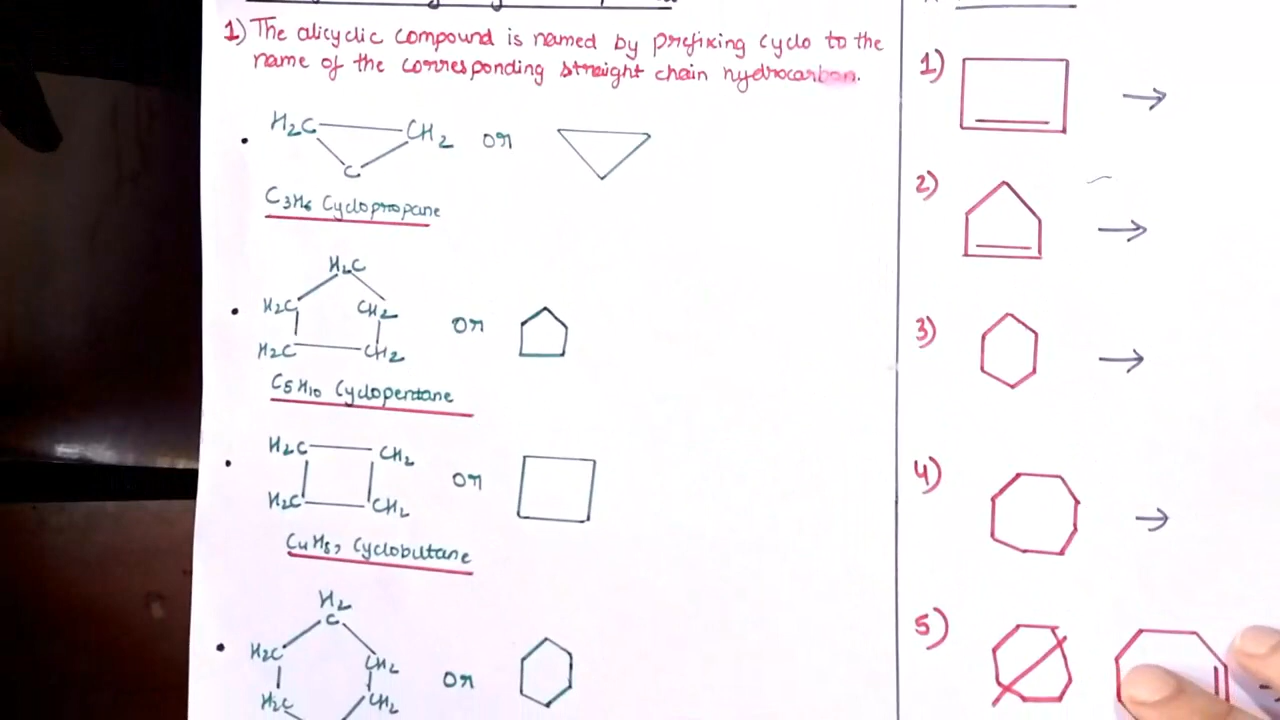 1) The alicyclic compound is named by prefixing cyclo to the
name of the corresponding straight chain hydrocarbon.
H₂C CH₂ or
C
C₃H₆ Cyclopropane
H₂C
H₂C CH₂ or
H₂C CH₂
C₅H₁₀ Cyclopentane
H₂C CH₂ or
H₂C CH₂
C₄H₈, Cyclobutane
H₂
C
H₂C CH₂ or
H₂C CH₂
1) →
2) →
3) →
4) →
5)